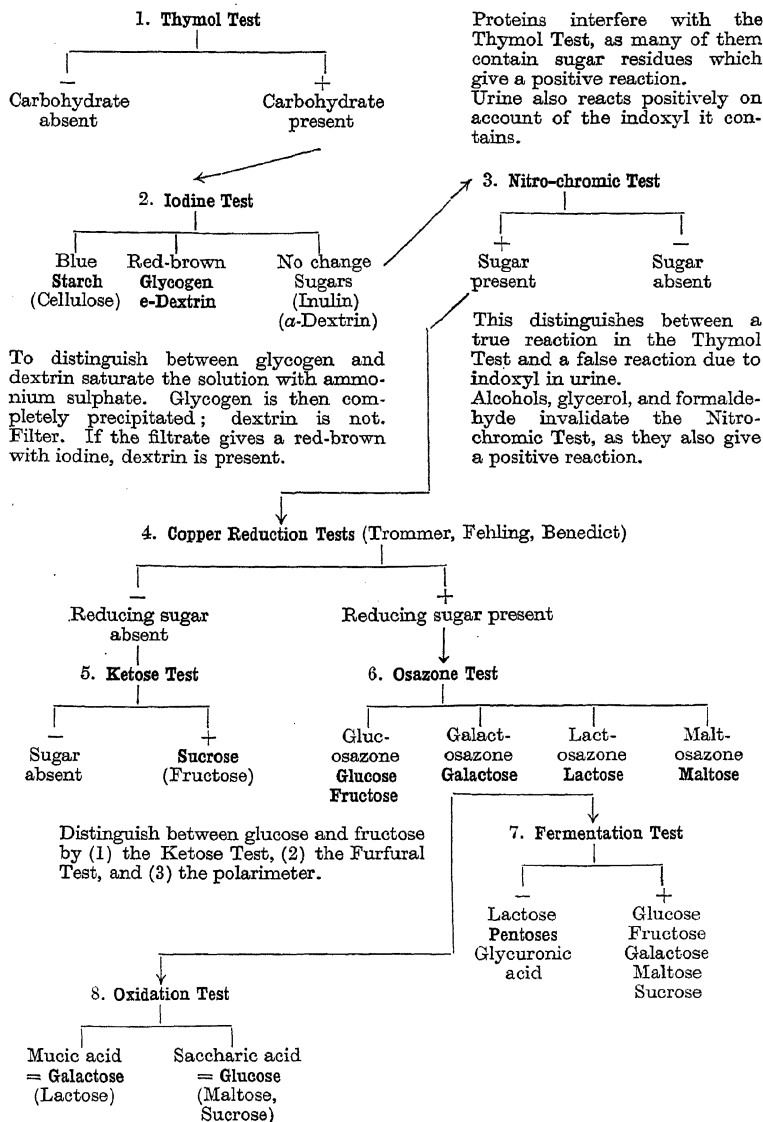 1. Thymol Test
−
+
Carbohydrate
absent
Carbohydrate
present
Proteins interfere with the
Thymol Test, as many of them
contain sugar residues which
give a positive reaction.
Urine also reacts positively on
account of the indoxyl it con-
tains.
2. Iodine Test
Blue
Starch
(Cellulose)
Red-brown
Glycogen
e-Dextrin
No change
Sugars
(Inulin)
(α-Dextrin)
3. Nitro-chromic Test
+
Sugar
present
−
Sugar
absent
To distinguish between glycogen and
dextrin saturate the solution with ammo-
nium sulphate. Glycogen is then com-
pletely precipitated; dextrin is not.
Filter. If the filtrate gives a red-brown
with iodine, dextrin is present.
This distinguishes between a
true reaction in the Thymol
Test and a false reaction due to
indoxyl in urine.
Alcohols, glycerol, and formalde-
hyde invalidate the Nitro-
chromic Test, as they also give
a positive reaction.
4. Copper Reduction Tests (Trommer, Fehling, Benedict)
−
Reducing sugar
absent
+
Reducing sugar present
5. Ketose Test
−
Sugar
absent
+
Sucrose
(Fructose)
6. Osazone Test
Gluc-
osazone
Glucose
Fructose
Galact-
osazone
Galactose
Lact-
osazone
Lactose
Malt-
osazone
Maltose
Distinguish between glucose and fructose
by (1) the Ketose Test, (2) the Furfural
Test, and (3) the polarimeter.
7. Fermentation Test
−
Lactose
Pentoses
Glycuronic
acid
+
Glucose
Fructose
Galactose
Maltose
Sucrose
8. Oxidation Test
Mucic acid
= Galactose
(Lactose)
Saccharic acid
= Glucose
(Maltose,
Sucrose)